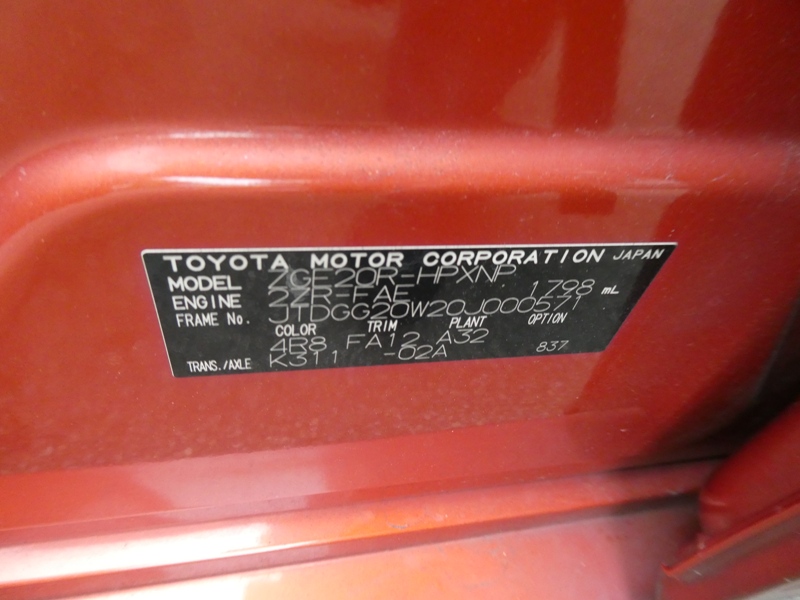 TOYOTA MOTOR CORPORATION JAPAN
MODEL ZGE20R-HPXNP
ENGINE 2ZR-FAE 1798 mL
FRAME No. JTDGG20W20J000571
COLOR TRIM PLANT OPTION
4R8 FA12 A32 837
TRANS./AXLE K311 -02A